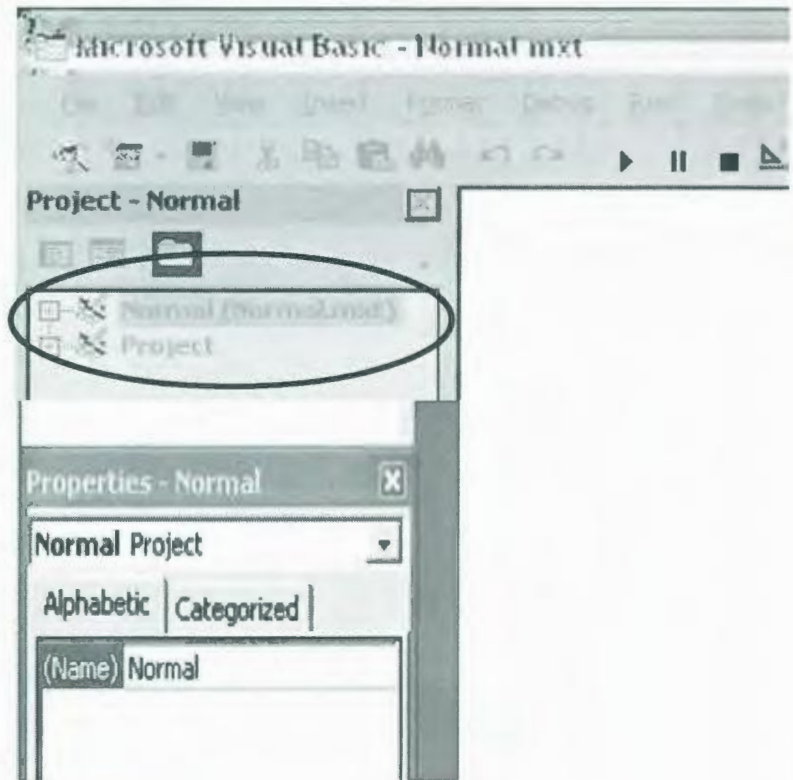 Microsoft Visual Basic - Normal mxt
Edit View Insert Format Debug Run
Project - Normal
Normal (Normal.mxt)
Project
Properties - Normal
Normal Project
Alphabetic Categorized
(Name) Normal